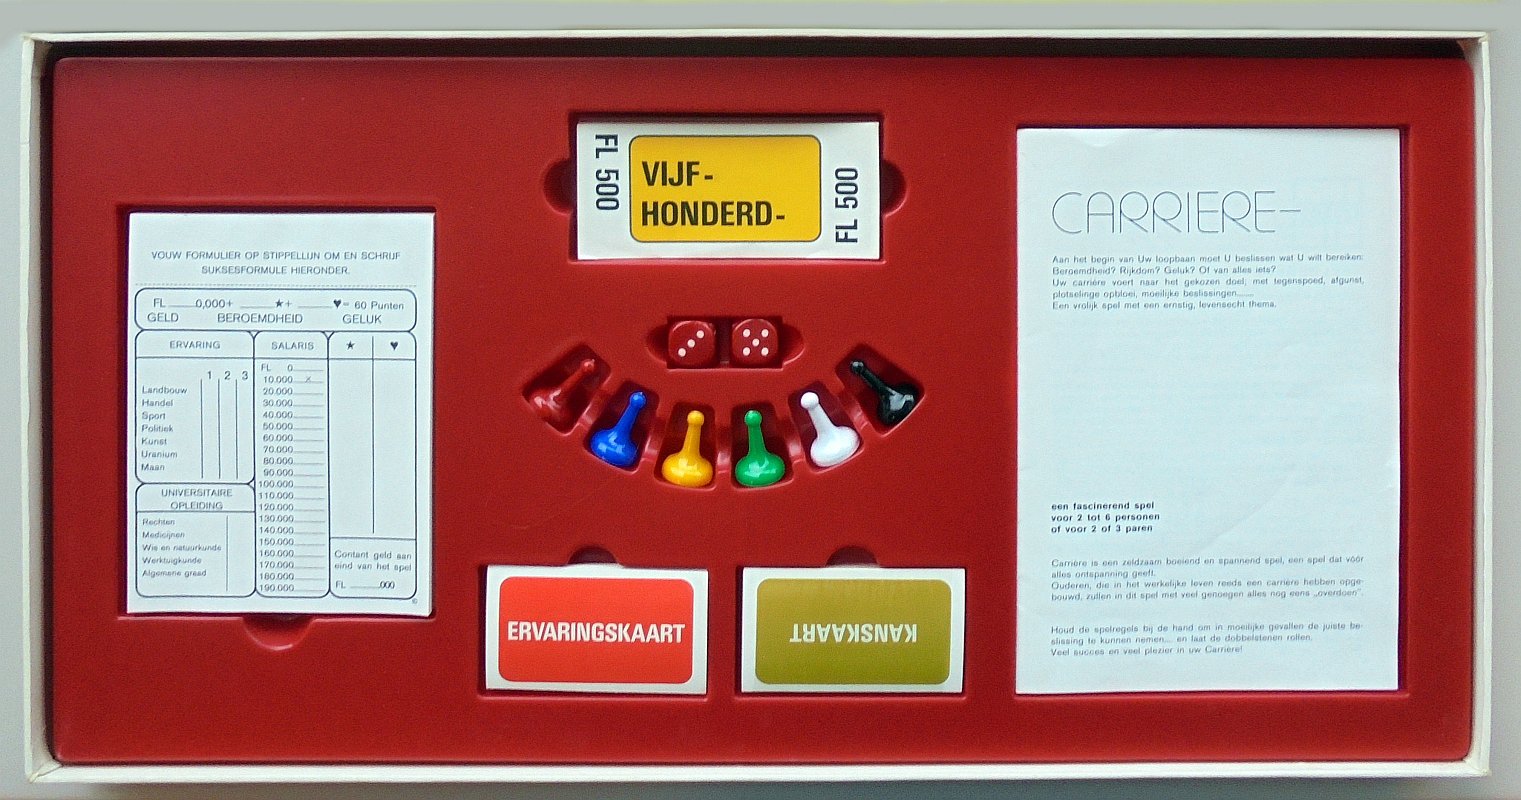 VOUW FORMULIER OP STIPPELLIJN OM EN SCHRIJF
SUKSESFORMULE HIERONDER.
FL ____0,000+ ____★+ ____♥= 60 Punten
GELD BEROEMDHEID GELUK
ERVARING
1 2 3
Landbouw
Handel
Sport
Politiek
Kunst
Uranium
Maan
UNIVERSITAIRE
OPLEIDING
Rechten
Medicijnen
Wis en natuurkunde
Werktuigkunde
Algemene graad
SALARIS
FL 0
10.000 x
20.000
30.000
40.000
50.000
60.000
70.000
80.000
90.000
100.000
110.000
120.000
130.000
140.000
150.000
160.000
170.000
180.000
190.000
★ ♥
Contant geld aan
eind van het spel
FL ____.000
©
FL 500
VIJF-
HONDERD-
FL 500
ERVARINGSKAART
KANSKAART
CARRIERE—
Aan het begin van Uw loopbaan moet U beslissen wat U wilt bereiken:
Beroemdheid? Rijkdom? Geluk? Of van alles iets?
Uw carrière voert naar het gekozen doel; met tegenspoed, afgunst,
plotselinge opbloei, moeilijke beslissingen.......
Een vrolijk spel met een ernstig, levensecht thema.
een fascinerend spel
voor 2 tot 6 personen
of voor 2 of 3 paren
Carrière is een zeldzaam boeiend en spannend spel, een spel dat vóór
alles ontspanning geeft.
Ouderen, die in het werkelijke leven reeds een carrière hebben opge-
bouwd, zullen in dit spel met veel genoegen alles nog eens „overdoen".
Houd de spelregels bij de hand om in moeilijke gevallen de juiste be-
slissing te kunnen nemen.... en laat de dobbelstenen rollen.
Veel succes en veel plezier in uw Carrière!